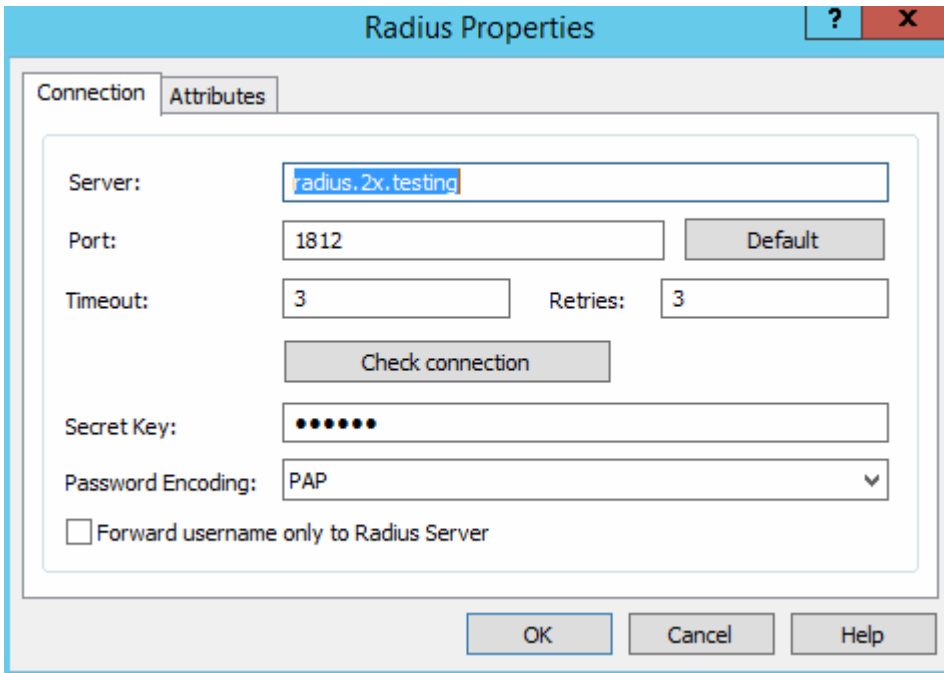 Radius Properties
? x
Connection Attributes
Server: radius.2x.testing
Port: 1812 Default
Timeout: 3 Retries: 3
Check connection
Secret Key: ••••••
Password Encoding: PAP
Forward username only to Radius Server
OK Cancel Help